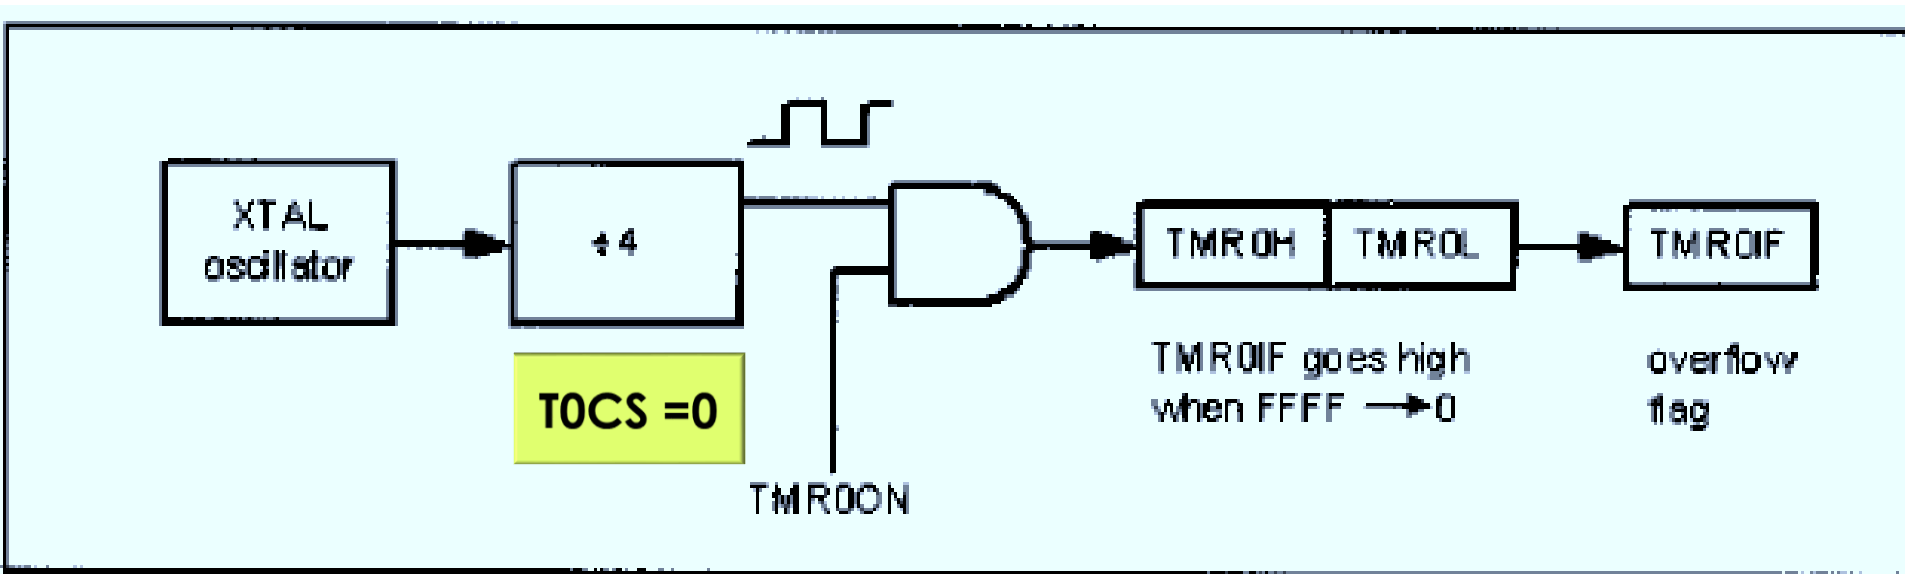 XTAL
oscillator
÷4
T0CS =0
TMR0ON
TMR0H
TMR0L
TMR0IF
TMR0IF goes high
when FFFF → 0
overflow
flag